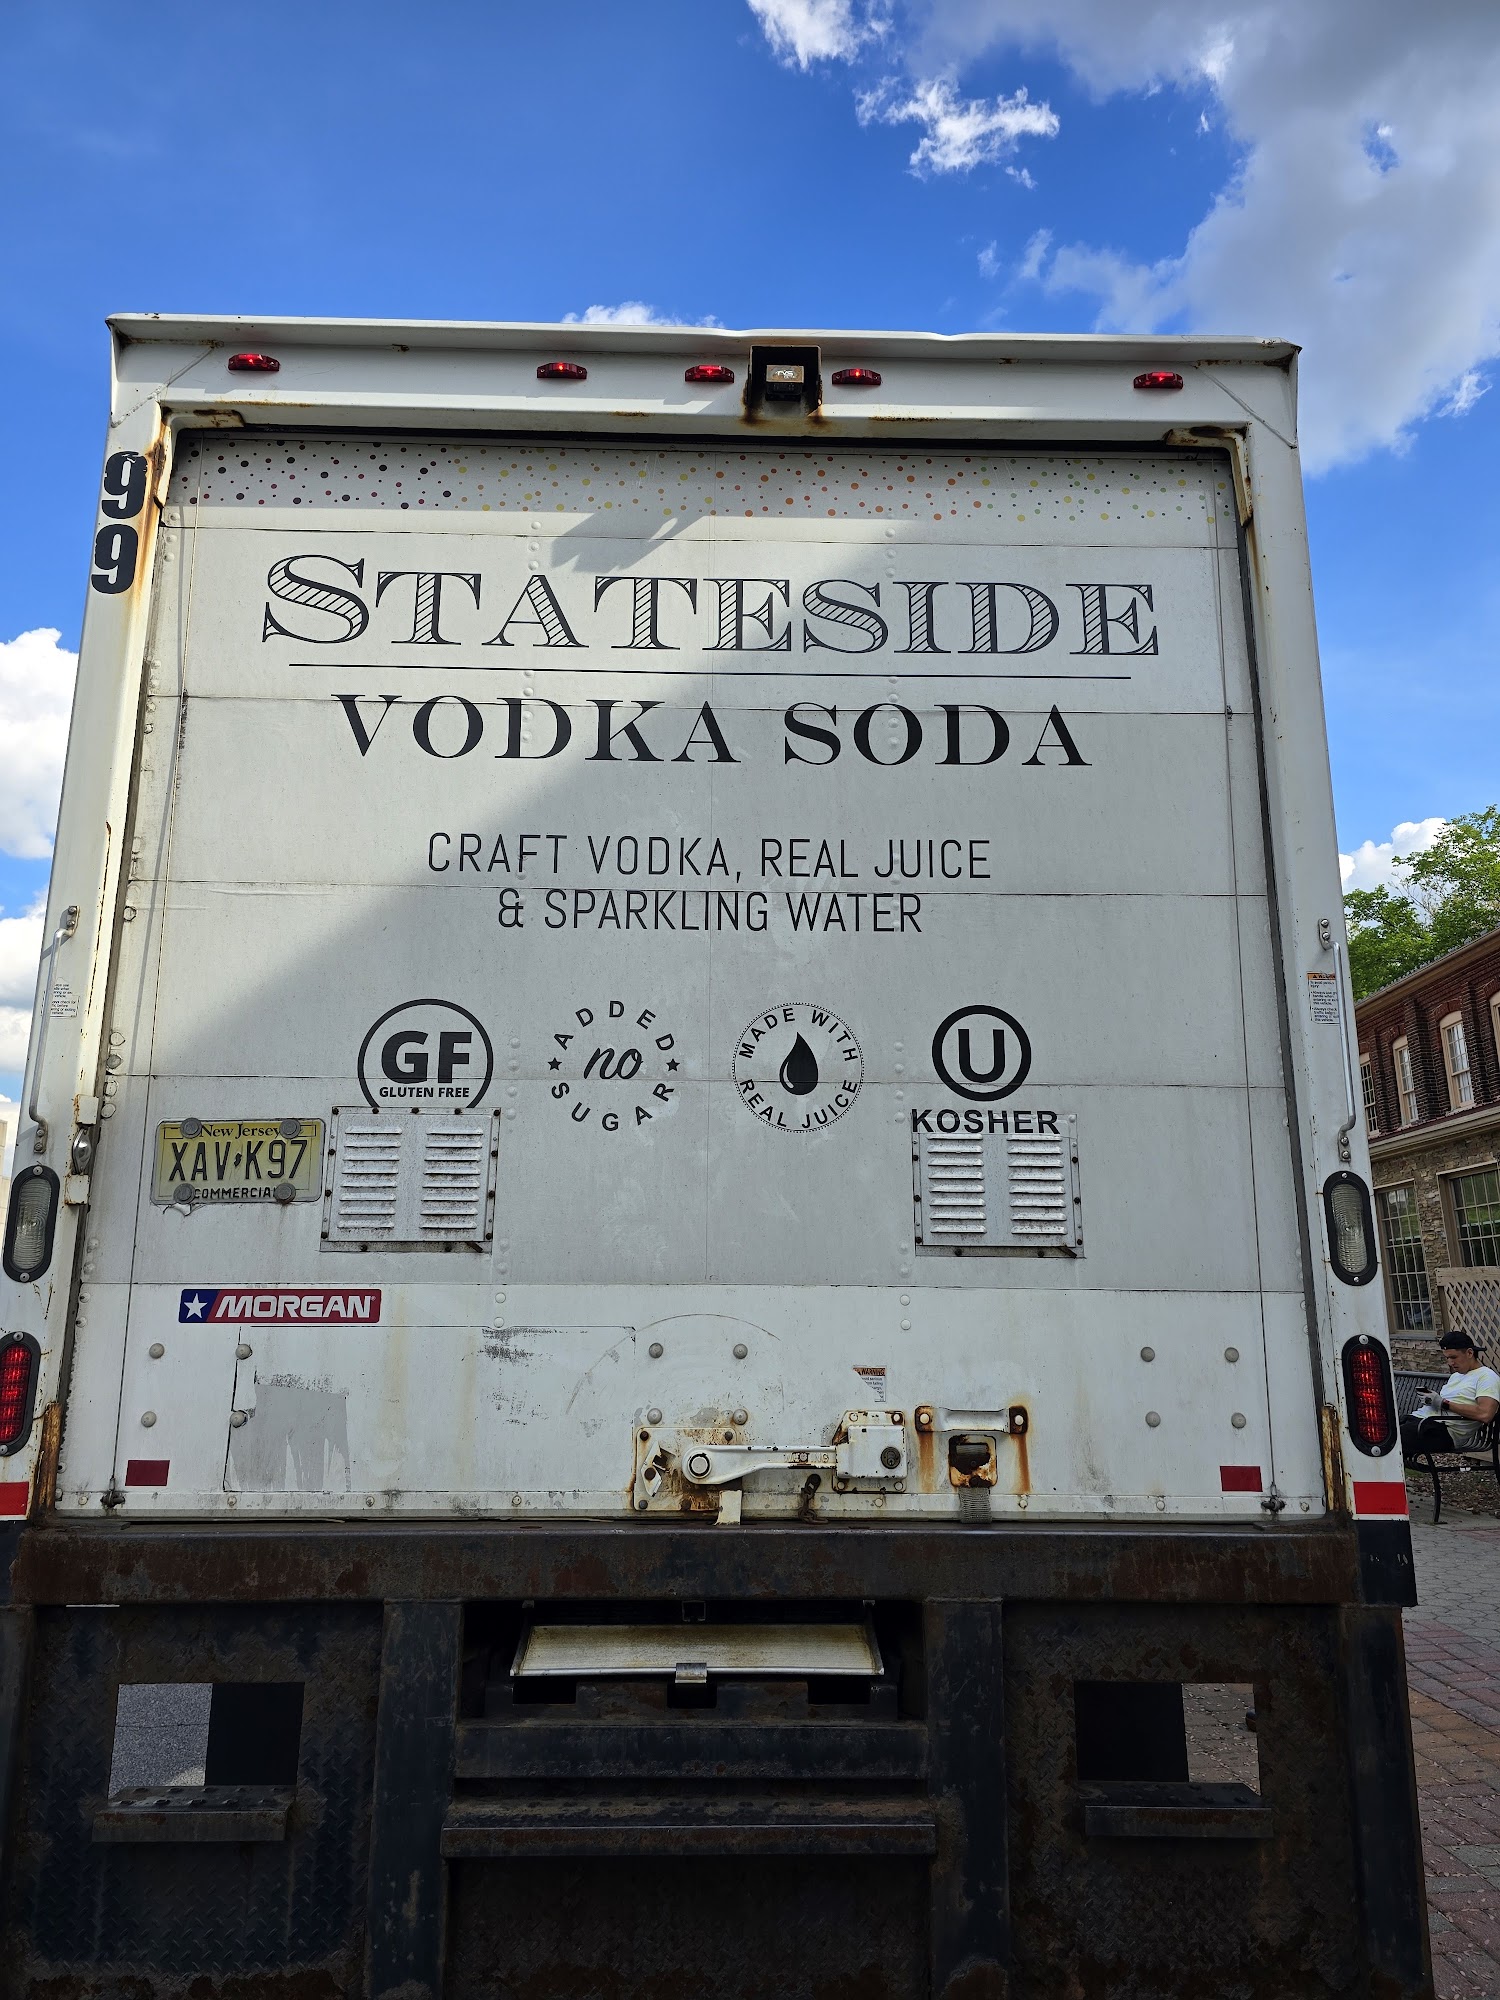 99
STATESIDE
VODKA SODA
CRAFT VODKA, REAL JUICE
& SPARKLING WATER
GF
GLUTEN FREE
ADDED
no
SUGAR
MADE WITH
REAL JUICE
U
KOSHER
New Jersey
XAV K97
COMMERCIAL
MORGAN
WARNING